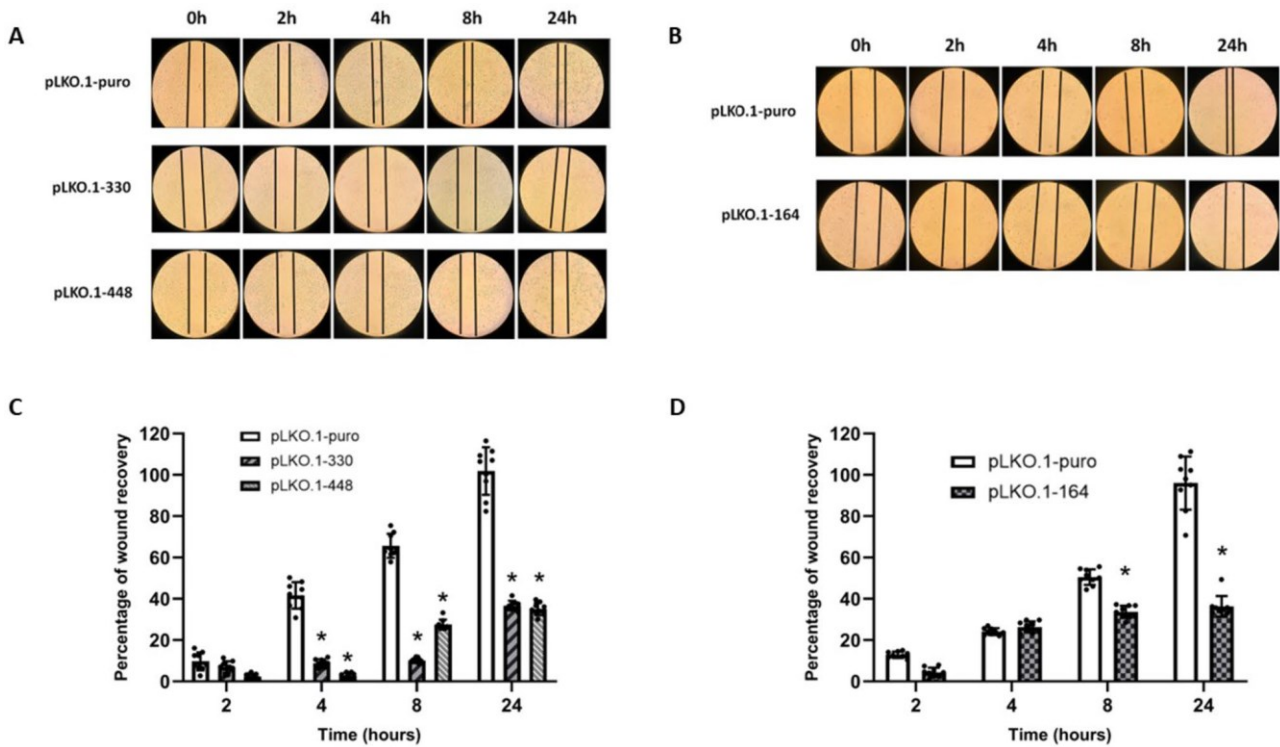 A
0h 2h 4h 8h 24h
pLKO.1-puro
pLKO.1-330
pLKO.1-448
B
0h 2h 4h 8h 24h
pLKO.1-puro
pLKO.1-164
C
Percentage of wound recovery
120
100
80
60
40
20
0
pLKO.1-puro
pLKO.1-330
pLKO.1-448
* * * * * *
2 4 8 24
Time (hours)
D
Percentage of wound recovery
120
100
80
60
40
20
0
pLKO.1-puro
pLKO.1-164
* *
2 4 8 24
Time (hours)